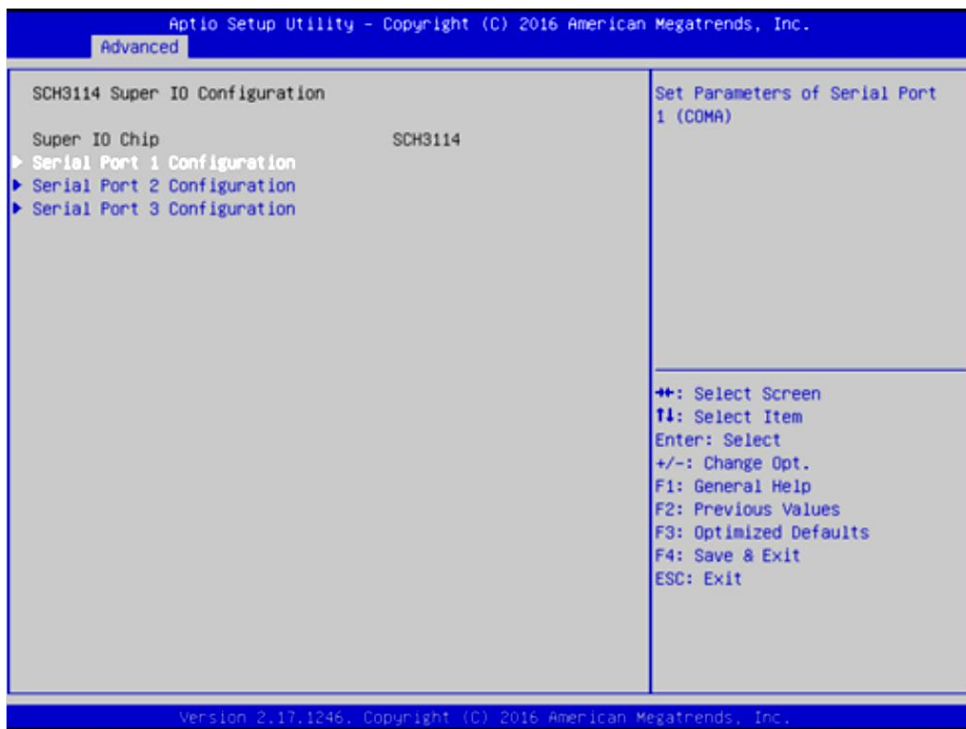 Aptio Setup Utility - Copyright (C) 2016 American Megatrends, Inc.
Advanced
SCH3114 Super IO Configuration
Super IO Chip SCH3114
Serial Port 1 Configuration
Serial Port 2 Configuration
Serial Port 3 Configuration
Set Parameters of Serial Port
1 (COMA)
→←: Select Screen
↑↓: Select Item
Enter: Select
+/-: Change Opt.
F1: General Help
F2: Previous Values
F3: Optimized Defaults
F4: Save & Exit
ESC: Exit
Version 2.17.1246. Copyright (C) 2016 American Megatrends, Inc.